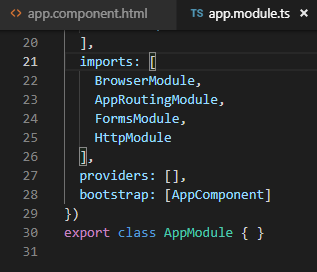 app.component.html TS app.module.ts
20 ],
21 imports: [
22 BrowserModule,
23 AppRoutingModule,
24 FormsModule,
25 HttpModule
26 ],
27 providers: [],
28 bootstrap: [AppComponent]
29 })
30 export class AppModule { }
31